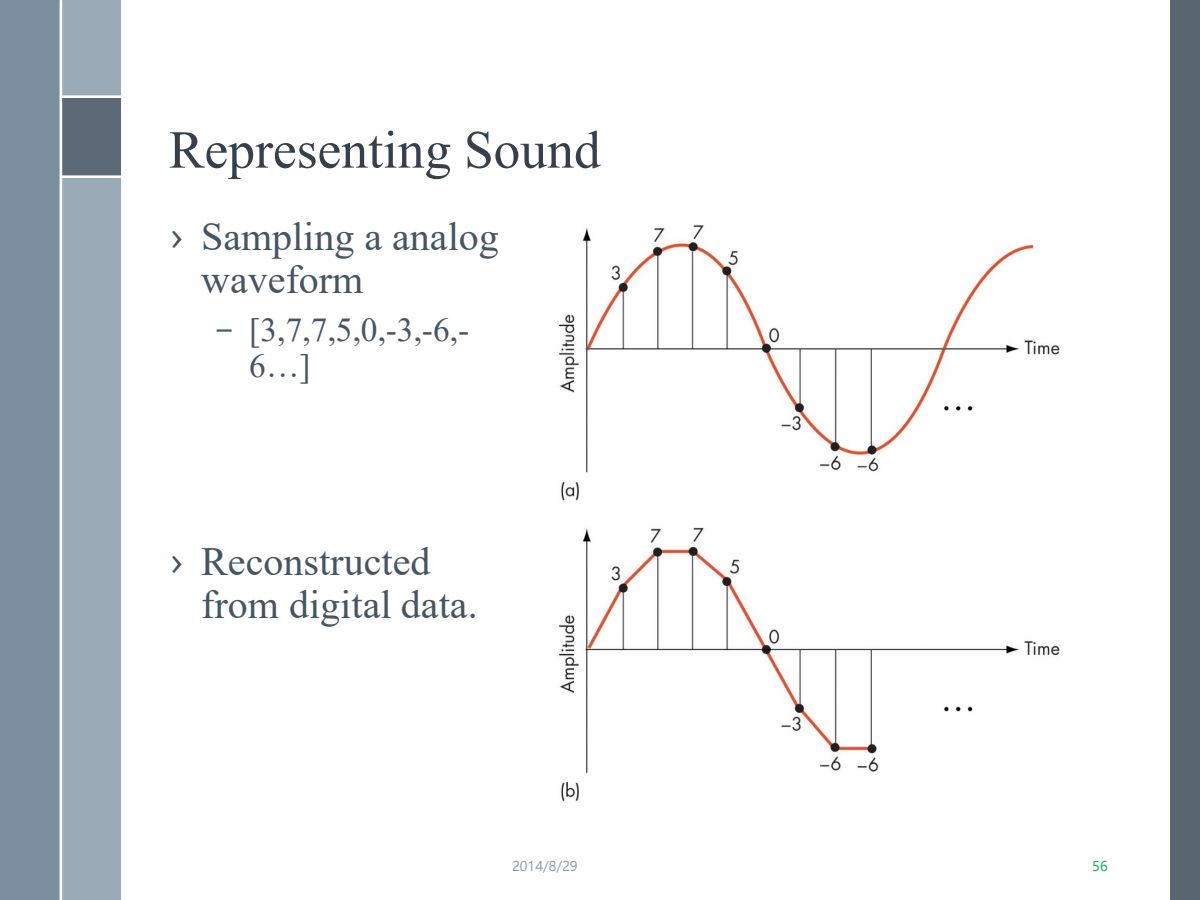 Representing Sound
› Sampling a analog
waveform
– [3,7,7,5,0,-3,-6,-
6…]
› Reconstructed
from digital data.
7 7
3 5
0
Amplitude
Time
…
–3
–6 –6
(a)
7 7
3 5
0
Amplitude
Time
…
–3
–6 –6
(b)
2014/8/29
56